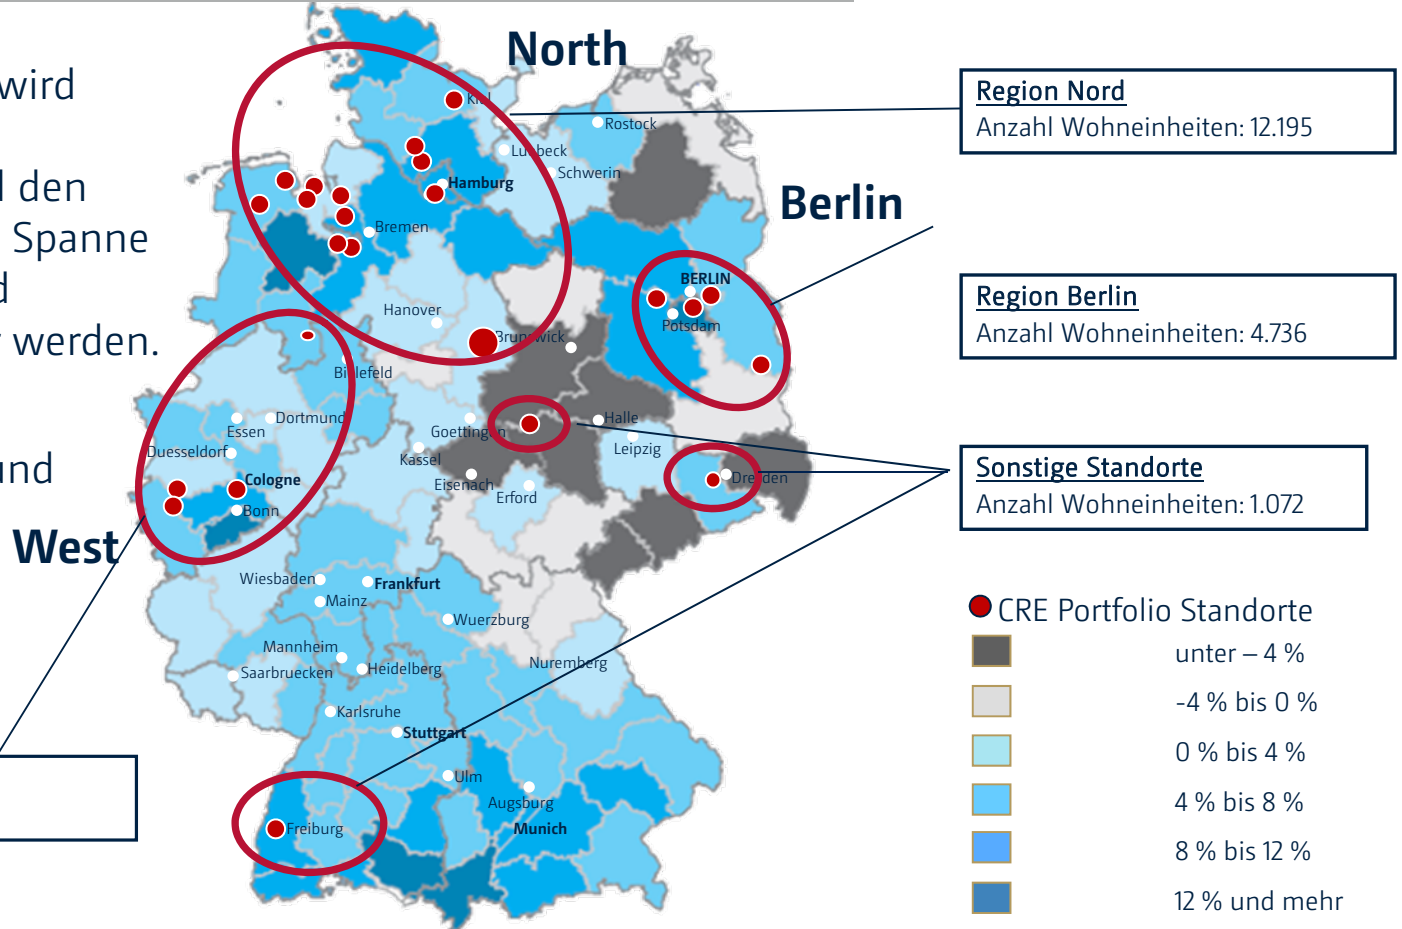 wird
den
Spanne
werden.
und
North
Berlin
West
Region Nord
Anzahl Wohneinheiten: 12.195
Region Berlin
Anzahl Wohneinheiten: 4.736
Sonstige Standorte
Anzahl Wohneinheiten: 1.072
CRE Portfolio Standorte
unter – 4 %
-4 % bis 0 %
0 % bis 4 %
4 % bis 8 %
8 % bis 12 %
12 % und mehr
Kiel
Rostock
Luebeck
Schwerin
Hamburg
Bremen
BERLIN
Potsdam
Hanover
Brunswick
Bielefeld
Essen
Dortmund
Goettingen
Halle
Leipzig
Duesseldorf
Kassel
Cologne
Eisenach
Erford
Dresden
Bonn
Wiesbaden
Frankfurt
Mainz
Wuerzburg
Mannheim
Heidelberg
Nuremberg
Saarbruecken
Karlsruhe
Stuttgart
Ulm
Augsburg
Munich
Freiburg